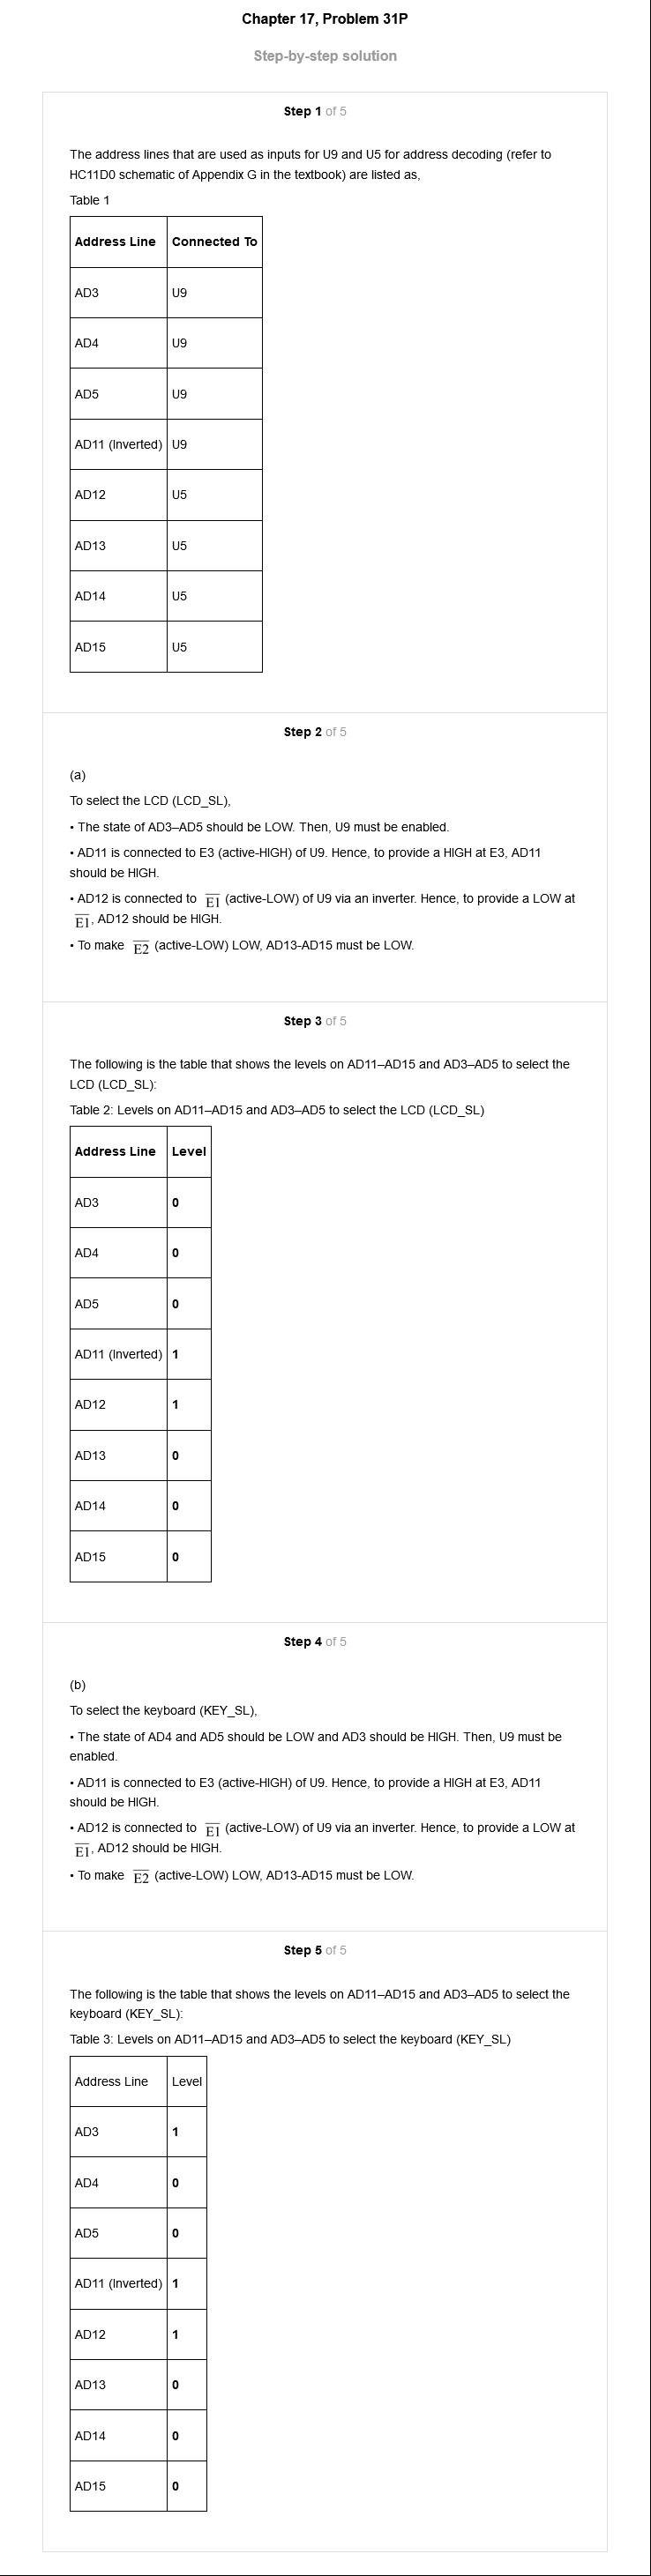 Chapter 17, Problem 31P
Step-by-step solution
Step 1 of 5
The address lines that are used as inputs for U9 and U5 for address decoding (refer to
HC11D0 schematic of Appendix G in the textbook) are listed as,
Table 1
Address Line Connected To
AD3 U9
AD4 U9
AD5 U9
AD11 (Inverted) U9
AD12 U5
AD13 U5
AD14 U5
AD15 U5
Step 2 of 5
(a)
To select the LCD (LCD_SL),
• The state of AD3–AD5 should be LOW. Then, U9 must be enabled.
• AD11 is connected to E3 (active-HIGH) of U9. Hence, to provide a HIGH at E3, AD11
should be HIGH.
• AD12 is connected to E̅1̅ (active-LOW) of U9 via an inverter. Hence, to provide a LOW at
E̅1̅, AD12 should be HIGH.
• To make E̅2̅ (active-LOW) LOW, AD13-AD15 must be LOW.
Step 3 of 5
The following is the table that shows the levels on AD11–AD15 and AD3–AD5 to select the
LCD (LCD_SL):
Table 2: Levels on AD11–AD15 and AD3–AD5 to select the LCD (LCD_SL)
Address Line Level
AD3 0
AD4 0
AD5 0
AD11 (Inverted) 1
AD12 1
AD13 0
AD14 0
AD15 0
Step 4 of 5
(b)
To select the keyboard (KEY_SL),
• The state of AD4 and AD5 should be LOW and AD3 should be HIGH. Then, U9 must be
enabled.
• AD11 is connected to E3 (active-HIGH) of U9. Hence, to provide a HIGH at E3, AD11
should be HIGH.
• AD12 is connected to E̅1̅ (active-LOW) of U9 via an inverter. Hence, to provide a LOW at
E̅1̅, AD12 should be HIGH.
• To make E̅2̅ (active-LOW) LOW, AD13-AD15 must be LOW.
Step 5 of 5
The following is the table that shows the levels on AD11–AD15 and AD3–AD5 to select the
keyboard (KEY_SL):
Table 3: Levels on AD11–AD15 and AD3–AD5 to select the keyboard (KEY_SL)
Address Line Level
AD3 1
AD4 0
AD5 0
AD11 (Inverted) 1
AD12 1
AD13 0
AD14 0
AD15 0